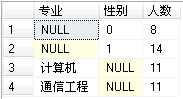 专业 性别 人数
1 NULL 0 8
2 NULL 1 14
3 计算机 NULL 11
4 通信工程 NULL 11